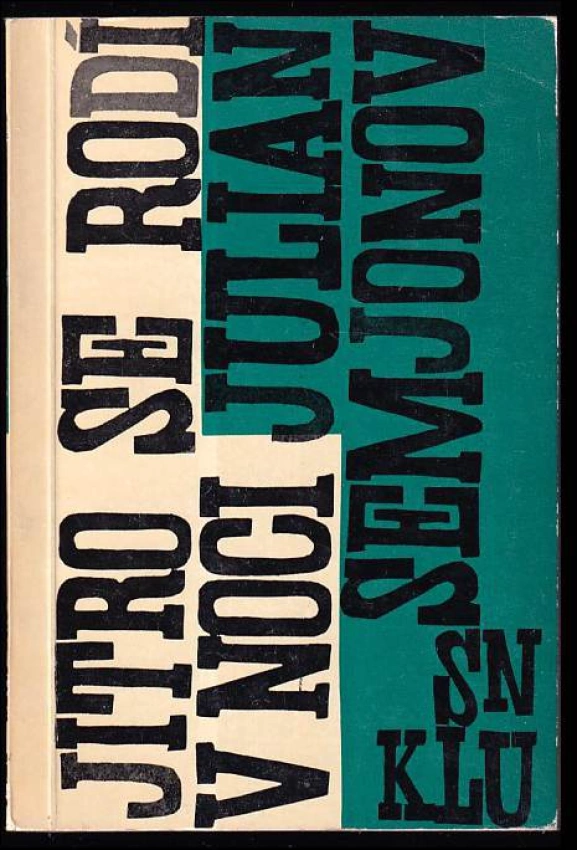 JITRO SE RODÍ
V NOCI JULIAN
SEMJONOV
SN
KLU